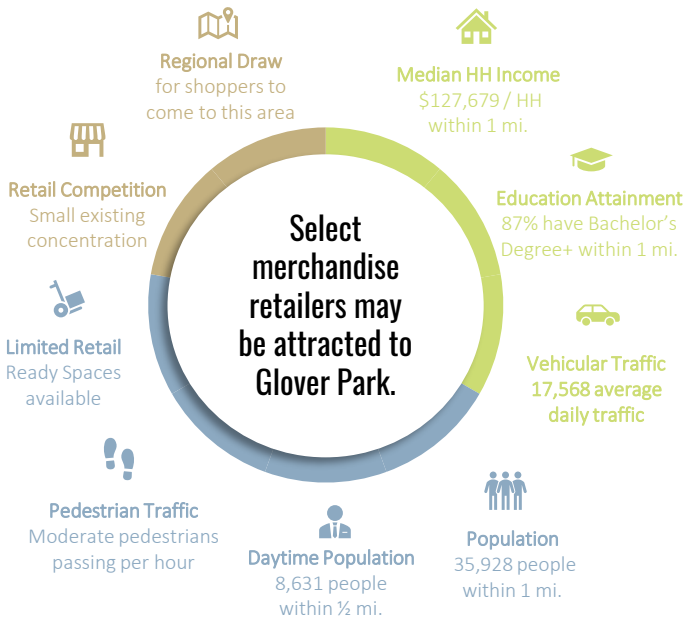 Regional Draw
for shoppers to
come to this area
Median HH Income
$127,679 / HH
within 1 mi.
Retail Competition
Small existing
concentration
Education Attainment
87% have Bachelor’s
Degree+ within 1 mi.
Select
merchandise
retailers may
be attracted to
Glover Park.
Limited Retail
Ready Spaces
available
Vehicular Traffic
17,568 average
daily traffic
Pedestrian Traffic
Moderate pedestrians
passing per hour
Daytime Population
8,631 people
within ½ mi.
Population
35,928 people
within 1 mi.